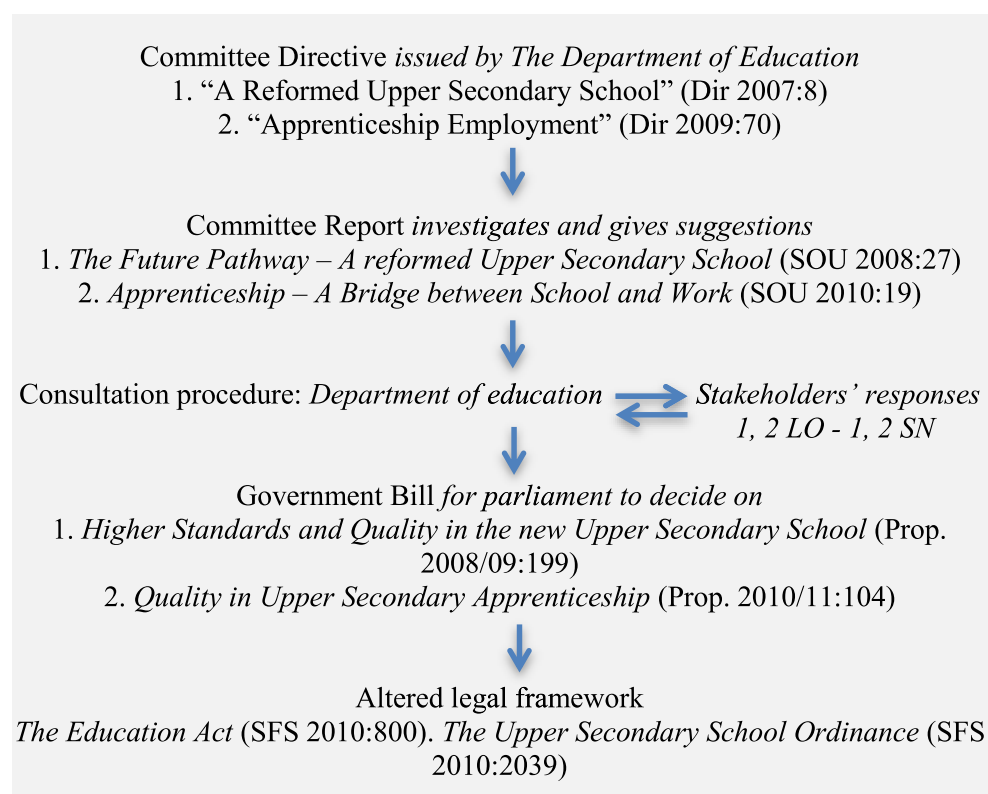 Committee Directive issued by The Department of Education
1. “A Reformed Upper Secondary School” (Dir 2007:8)
2. “Apprenticeship Employment” (Dir 2009:70)
Committee Report investigates and gives suggestions
1. The Future Pathway – A reformed Upper Secondary School (SOU 2008:27)
2. Apprenticeship – A Bridge between School and Work (SOU 2010:19)
Consultation procedure: Department of education
Stakeholders’ responses
1, 2 LO - 1, 2 SN
Government Bill for parliament to decide on
1. Higher Standards and Quality in the new Upper Secondary School (Prop.
2008/09:199)
2. Quality in Upper Secondary Apprenticeship (Prop. 2010/11:104)
Altered legal framework
The Education Act (SFS 2010:800). The Upper Secondary School Ordinance (SFS
2010:2039)